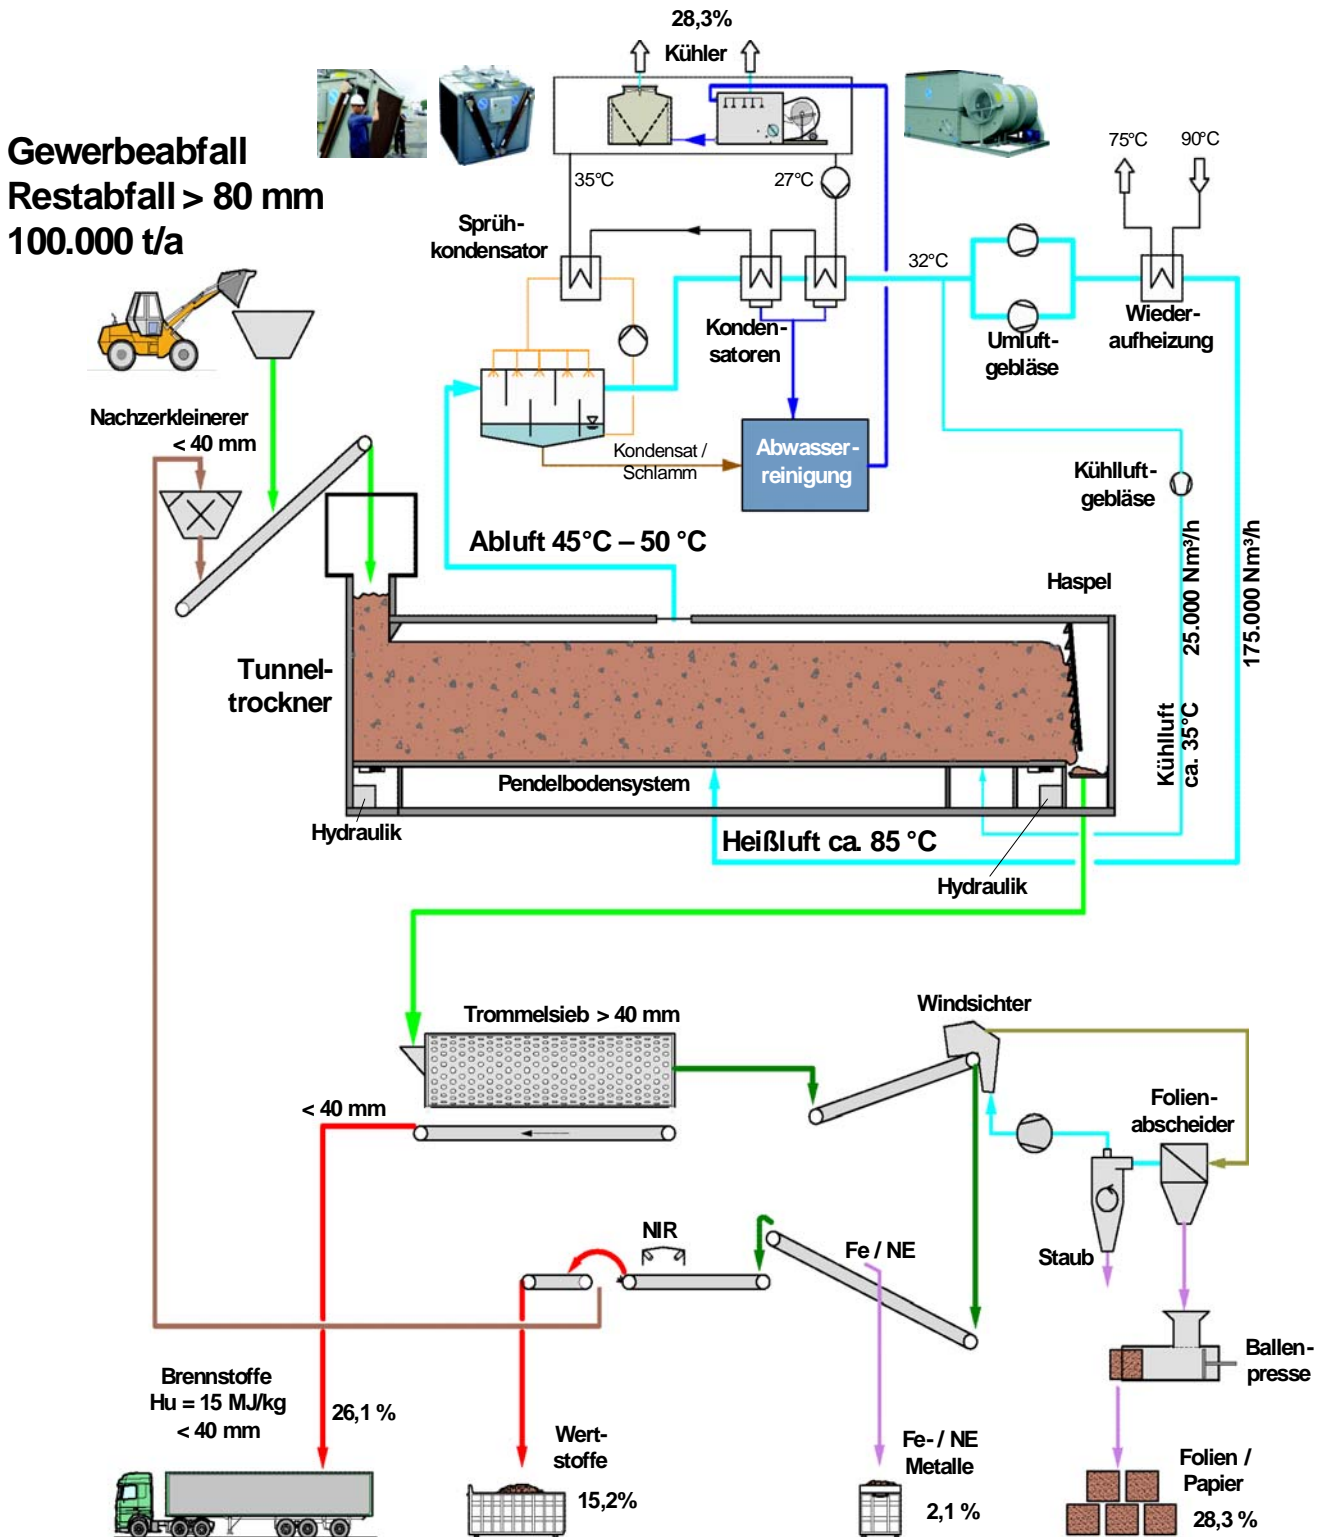 28,3%
Kühler
Gewerbeabfall
Restabfall > 80 mm
100.000 t/a
75°C
90°C
35°C
27°C
Sprüh-
kondensator
32°C
Konden-
satoren
Umluft-
gebläse
Wieder-
aufheizung
Nachzerkleinerer
< 40 mm
Kondensat /
Schlamm
Abwasser-
reinigung
Kühlluft-
gebläse
Abluft 45°C – 50 °C
Haspel
25.000 Nm³/h
175.000 Nm³/h
Tunnel-
trockner
Kühlluft
ca. 35°C
Pendelbodensystem
Hydraulik
Heißluft ca. 85 °C
Hydraulik
Windsichter
Trommelsieb > 40 mm
< 40 mm
Folien-
abscheider
NIR
Fe / NE
Staub
Ballen-
presse
Brennstoffe
Hu = 15 MJ/kg
< 40 mm
26,1 %
Wert-
stoffe
15,2%
Fe- / NE
Metalle
2,1 %
Folien /
Papier
28,3 %